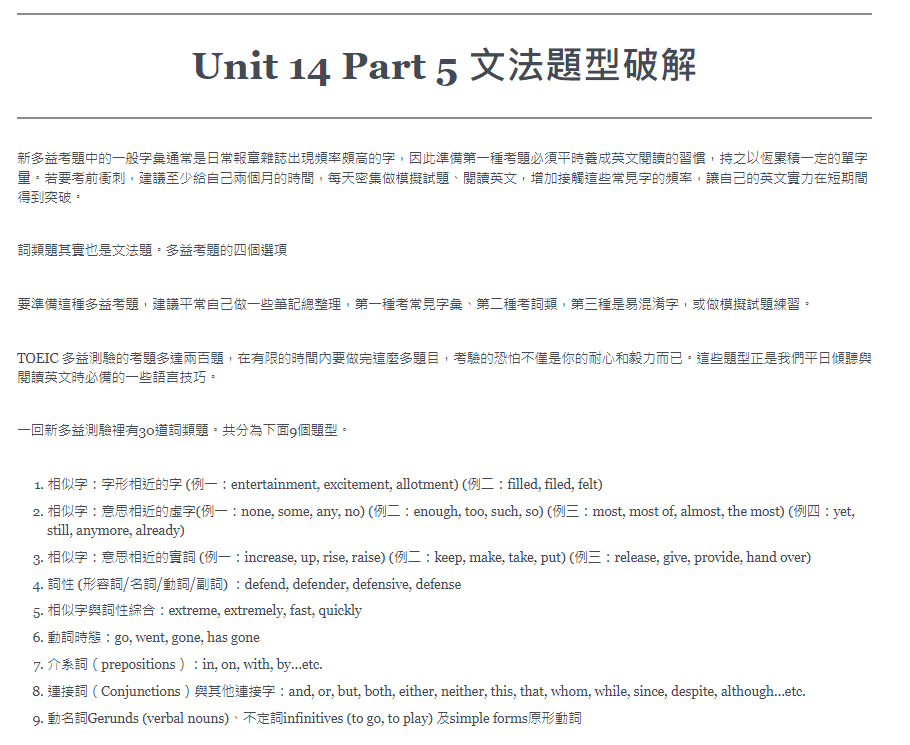 Unit 14 Part 5 文法題型破解
新多益考題中的一般字彙通常是日常報章雜誌出現頻率頗高的字，因此準備第一種考題必須平時養成英文閱讀的習慣，持之以恆累積一定的單字
量。若要考前衝刺，建議至少給自己兩個月的時間，每天密集做模擬試題、閱讀英文，增加接觸這些常見字的頻率，讓自己的英文實力在短期間
得到突破。
詞類題其實也是文法題。多益考題的四個選項
要準備這種多益考題，建議平常自己做一些筆記總整理，第一種考常見字彙、第二種考詞類，第三種是易混淆字，或做模擬試題練習。
TOEIC 多益測驗的考題多達兩百題，在有限的時間內要做完這麼多題目，考驗的恐怕不僅是你的耐心和毅力而已。這些題型正是我們平日傾聽與
閱讀英文時必備的一些語言技巧。
一回新多益測驗裡有30道詞類題。共分為下面9個題型。
1. 相似字：字形相近的字 (例一：entertainment, excitement, allotment) (例二：filled, filed, felt)
2. 相似字：意思相近的虛字(例一：none, some, any, no) (例二：enough, too, such, so) (例三：most, most of, almost, the most) (例四：yet,
still, anymore, already)
3. 相似字：意思相近的實詞 (例一：increase, up, rise, raise) (例二：keep, make, take, put) (例三：release, give, provide, hand over)
4. 詞性 (形容詞/名詞/動詞/副詞) ：defend, defender, defensive, defense
5. 相似字與詞性綜合：extreme, extremely, fast, quickly
6. 動詞時態：go, went, gone, has gone
7. 介系詞（prepositions）：in, on, with, by…etc.
8. 連接詞（Conjunctions）與其他連接字：and, or, but, both, either, neither, this, that, whom, while, since, despite, although…etc.
9. 動名詞Gerunds (verbal nouns)、不定詞infinitives (to go, to play) 及simple forms原形動詞